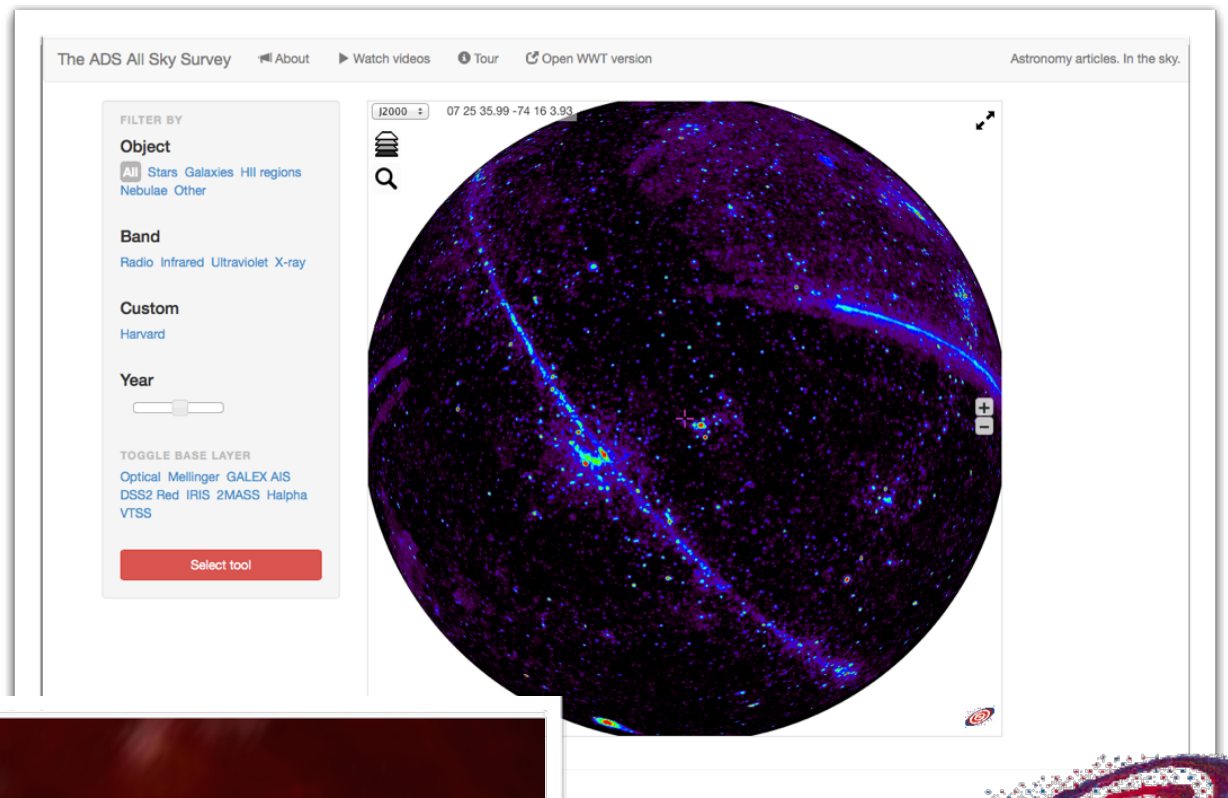 The ADS All Sky Survey About Watch videos Tour Open WWT version Astronomy articles. In the sky.
FILTER BY
Object
All Stars Galaxies HII regions
Nebulae Other
Band
Radio Infrared Ultraviolet X-ray
Custom
Harvard
Year
TOGGLE BASE LAYER
Optical Mellinger GALEX AIS
DSS2 Red IRIS 2MASS Halpha
VTSS
Select tool
J2000 07 25 35.99 -74 16 3.93
+
−